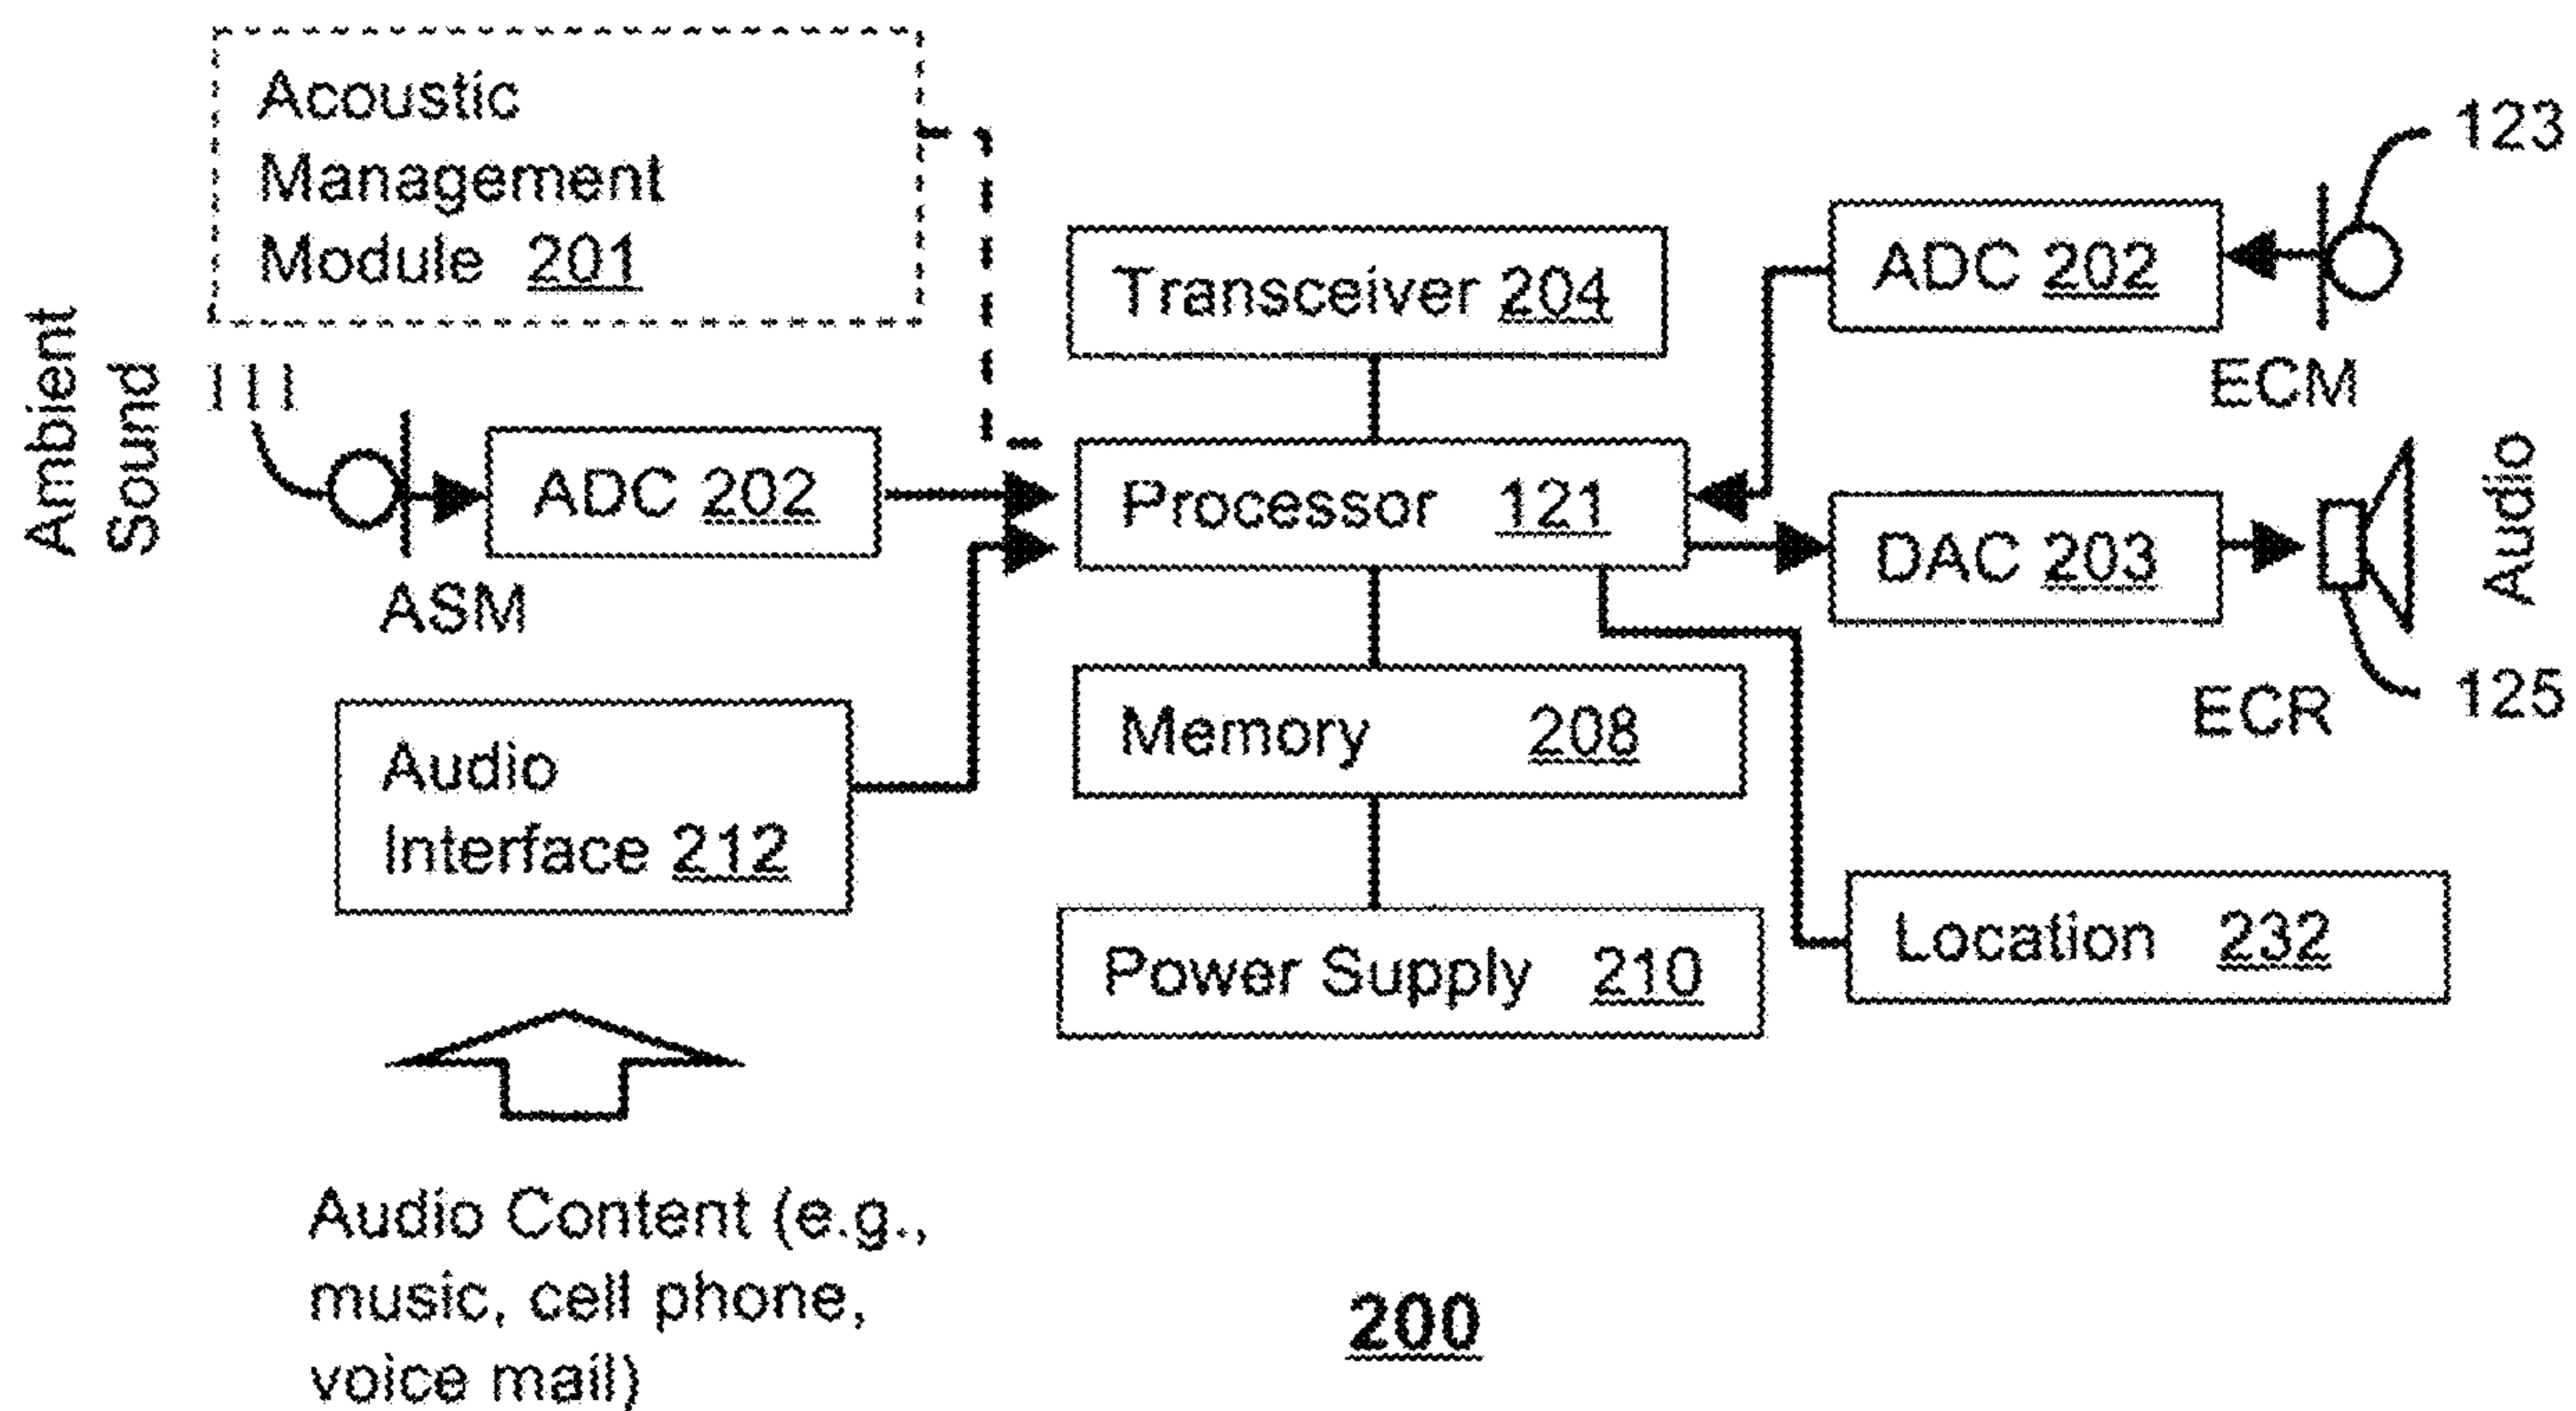 Acoustic
Management
Module 201
Ambient
Sound
111
ASM
ADC 202
Transceiver 204
Processor 121
ADC 202
123
ECM
DAC 203
Audio
ECR
125
Memory 208
Audio
Interface 212
Power Supply 210
Location 232
Audio Content (e.g.,
music, cell phone,
voice mail)
200